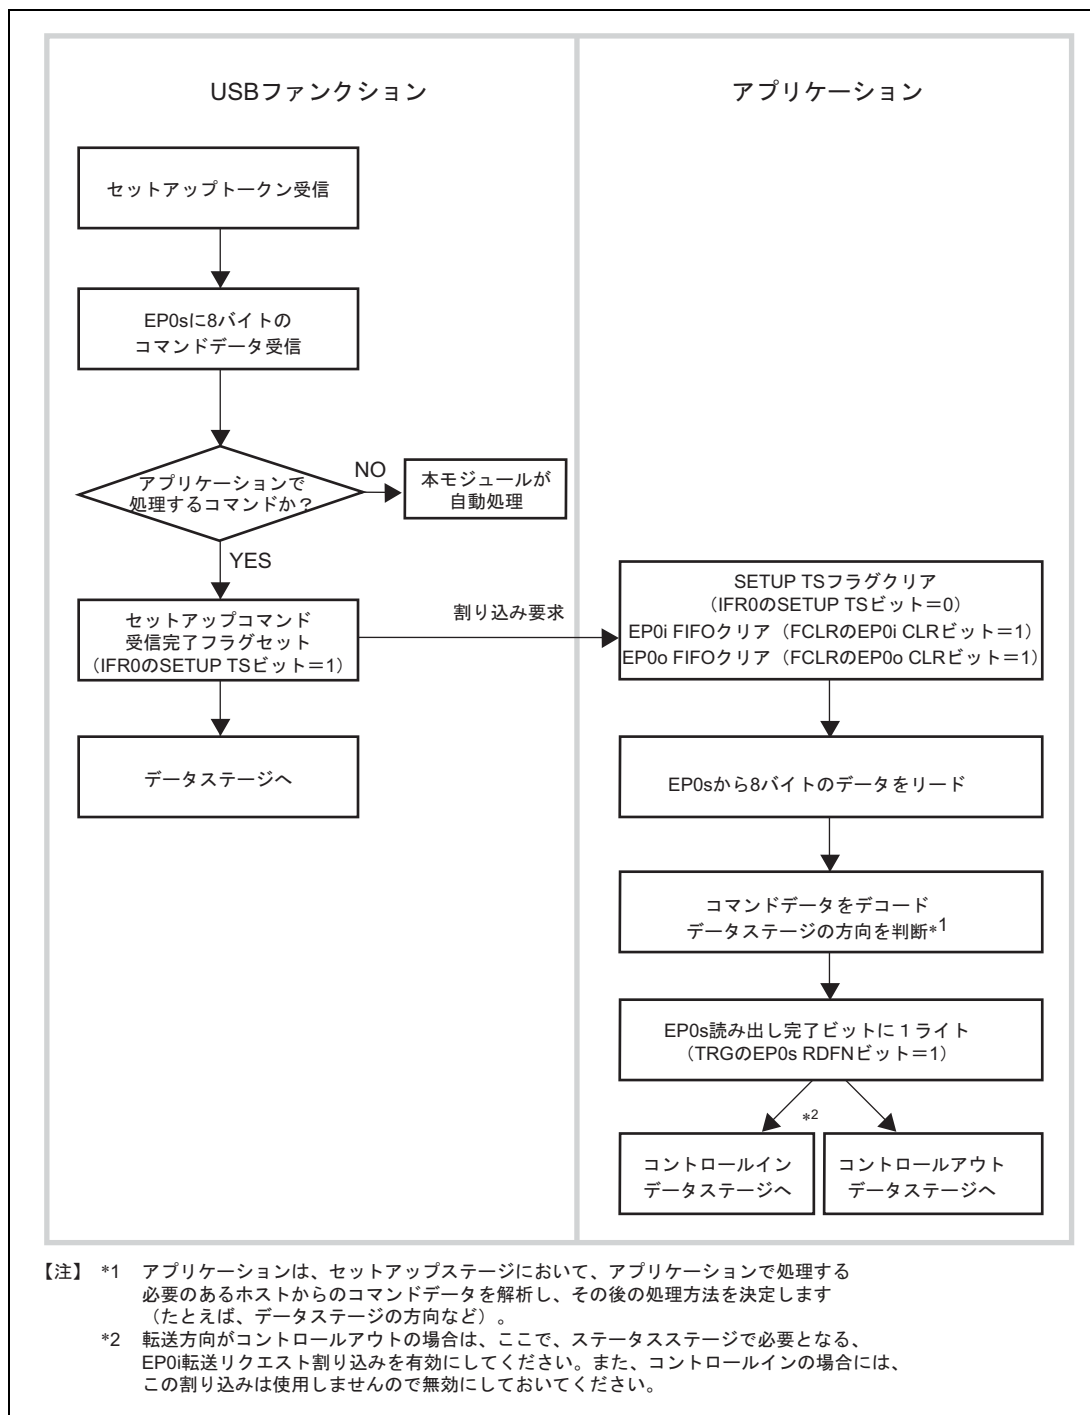 USBファンクション
アプリケーション
セットアップトークン受信
EP0sに8バイトの
コマンドデータ受信
アプリケーションで
処理するコマンドか？
NO
本モジュールが
自動処理
YES
セットアップコマンド
受信完了フラグセット
（IFR0のSETUP TSビット＝1）
割り込み要求
データステージへ
SETUP TSフラグクリア
（IFR0のSETUP TSビット＝0）
EP0i FIFOクリア（FCLRのEP0i CLRビット＝1）
EP0o FIFOクリア（FCLRのEP0o CLRビット＝1）
EP0sから8バイトのデータをリード
コマンドデータをデコード
データステージの方向を判断*1
EP0s読み出し完了ビットに１ライト
（TRGのEP0s RDFNビット＝1）
*2
コントロールイン
データステージへ
コントロールアウト
データステージへ
【注】 *1 アプリケーションは、セットアップステージにおいて、アプリケーションで処理する
必要のあるホストからのコマンドデータを解析し、その後の処理方法を決定します
（たとえば、データステージの方向など）。
*2 転送方向がコントロールアウトの場合は、ここで、ステータスステージで必要となる、
EP0i転送リクエスト割り込みを有効にしてください。また、コントロールインの場合には、
この割り込みは使用しませんので無効にしておいてください。